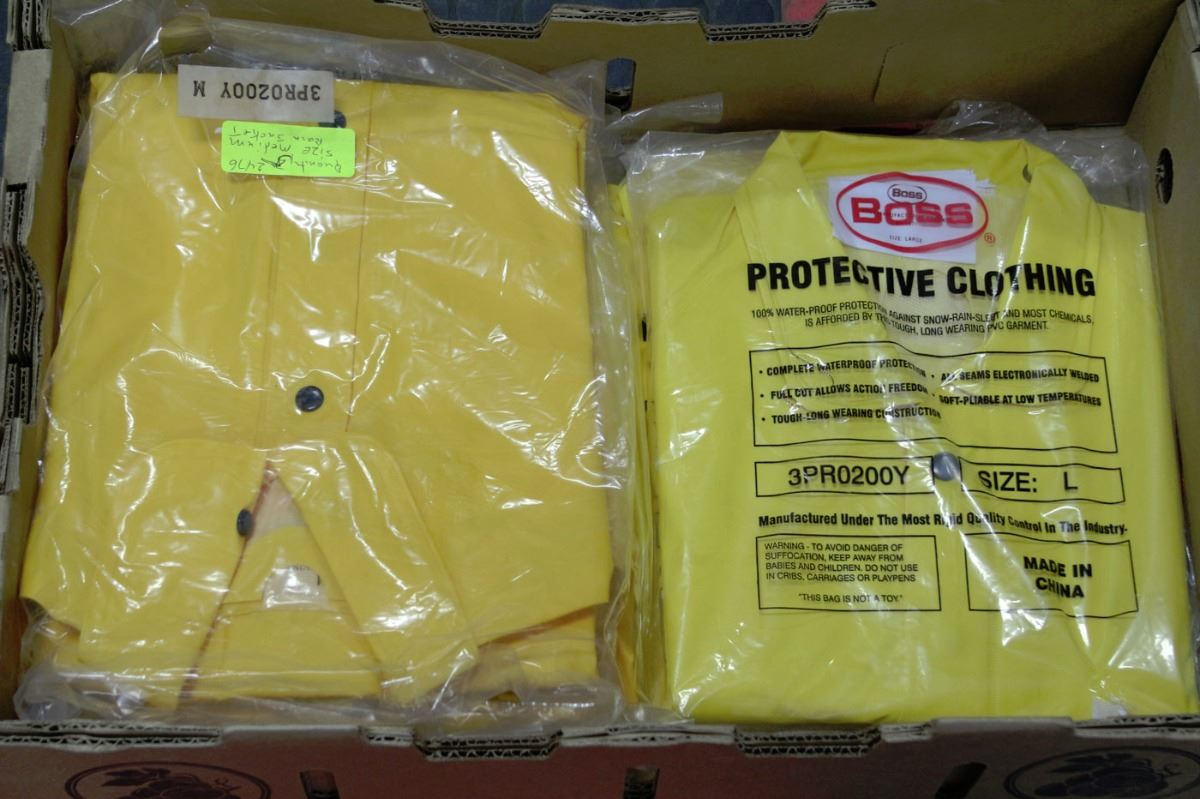 3PR0200Y M
Quantity 2476
SIZE Medium
Rain Jacket
BOSS
BOSS
SIZE LARGE
®
PROTECTIVE CLOTHING
100% WATER-PROOF PROTECTION AGAINST SNOW-RAIN-SLEET AND MOST CHEMICALS,
IS AFFORDED BY THIS TOUGH, LONG WEARING PVC GARMENT.
• COMPLETE WATERPROOF PROTECTION • ALL SEAMS ELECTRONICALLY WELDED
• FULL CUT ALLOWS ACTION FREEDOM • SOFT-PLIABLE AT LOW TEMPERATURES
• TOUGH-LONG WEARING CONSTRUCTION
3PR0200Y SIZE: L
Manufactured Under The Most Rigid Quality Control In The Industry-
WARNING - TO AVOID DANGER OF
SUFFOCATION, KEEP AWAY FROM
BABIES AND CHILDREN. DO NOT USE
IN CRIBS, CARRIAGES OR PLAYPENS
"THIS BAG IS NOT A TOY."
MADE IN
CHINA